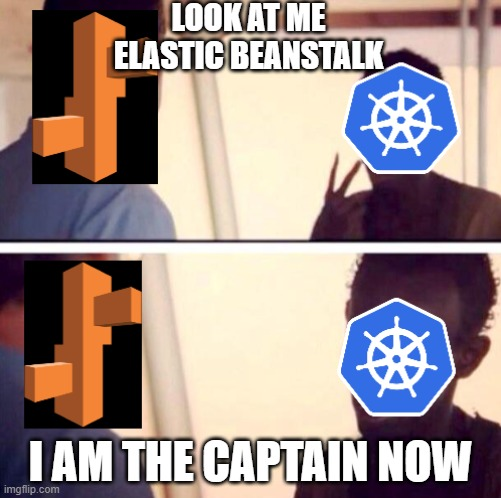 LOOK AT ME
ELASTIC BEANSTALK
I AM THE CAPTAIN NOW
imgflip.com